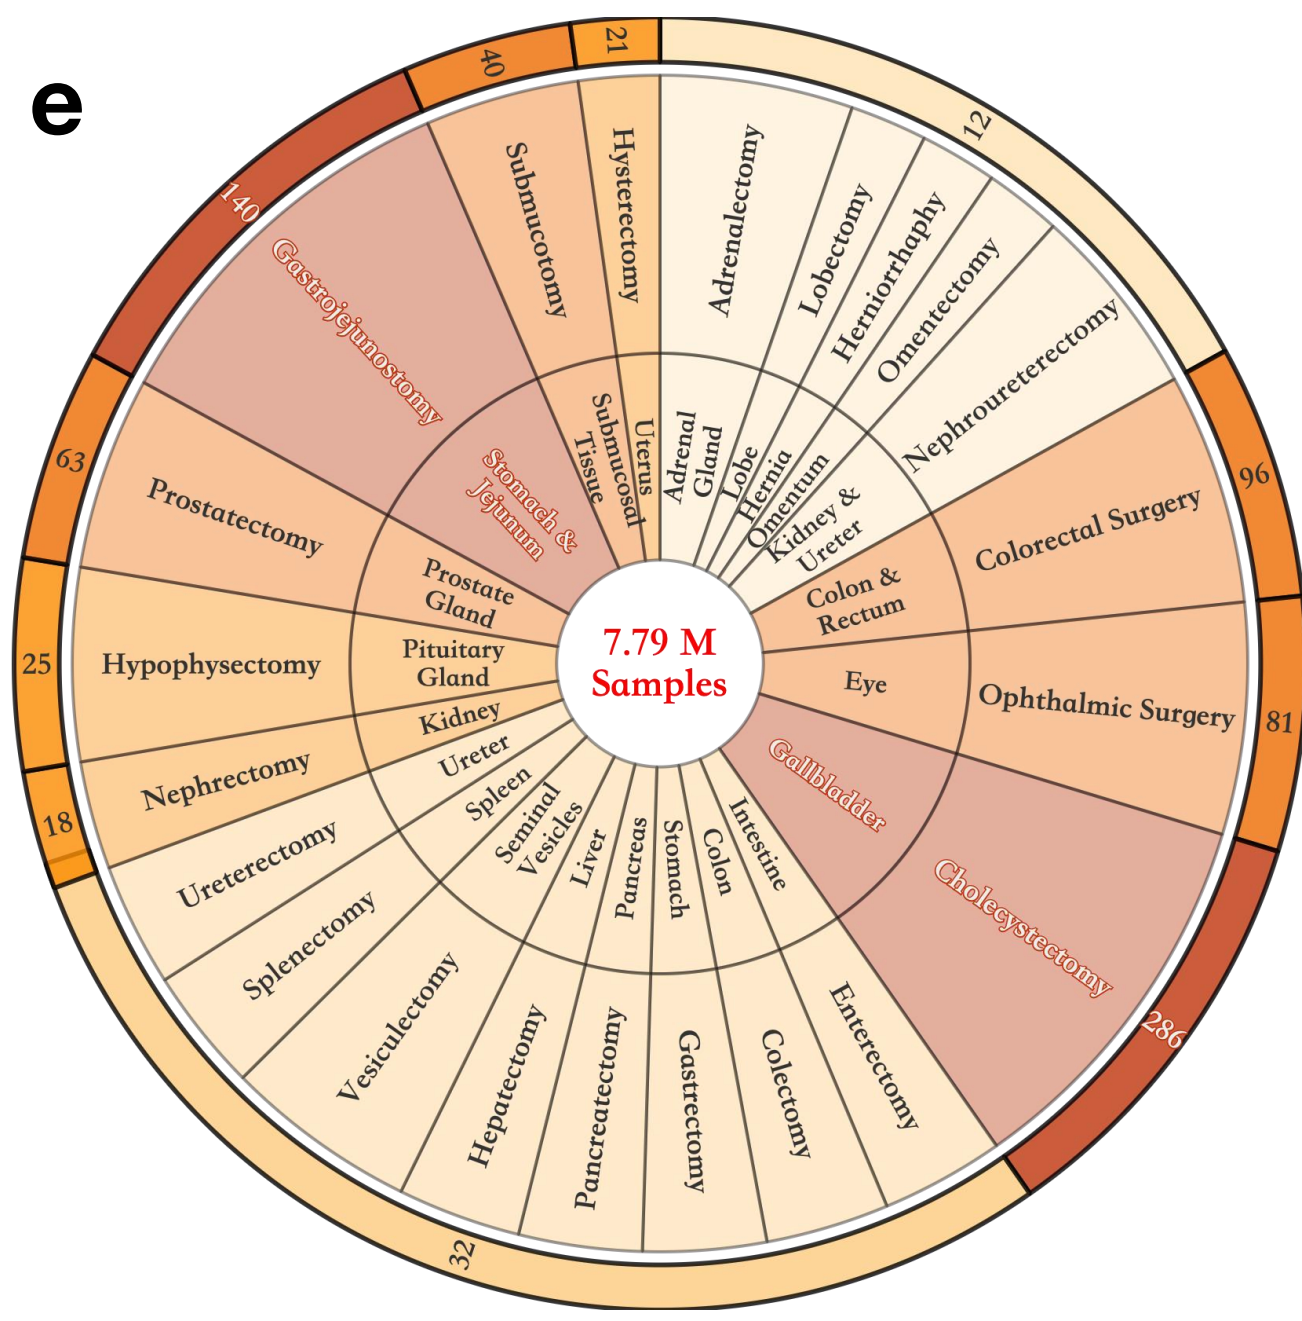 e
7.79 M
Samples
12
96
81
286
32
18
25
63
140
40
21
Adrenalectomy
Lobectomy
Herniorrhaphy
Omentectomy
Nephroureterectomy
Colorectal Surgery
Ophthalmic Surgery
Cholecystectomy
Enterectomy
Colectomy
Gastrectomy
Pancreatectomy
Hepatectomy
Vesiculectomy
Splenectomy
Ureterectomy
Nephrectomy
Hypophysectomy
Prostatectomy
Gastrojejunostomy
Submucotomy
Hysterectomy
Adrenal
Gland
Lobe
Hernia
Omentum
Kidney &
Ureter
Colon &
Rectum
Eye
Gallbladder
Intestine
Colon
Stomach
Pancreas
Liver
Seminal
Vesicles
Spleen
Ureter
Kidney
Pituitary
Gland
Prostate
Gland
Stomach &
Jejunum
Submucosal
Tissue
Uterus